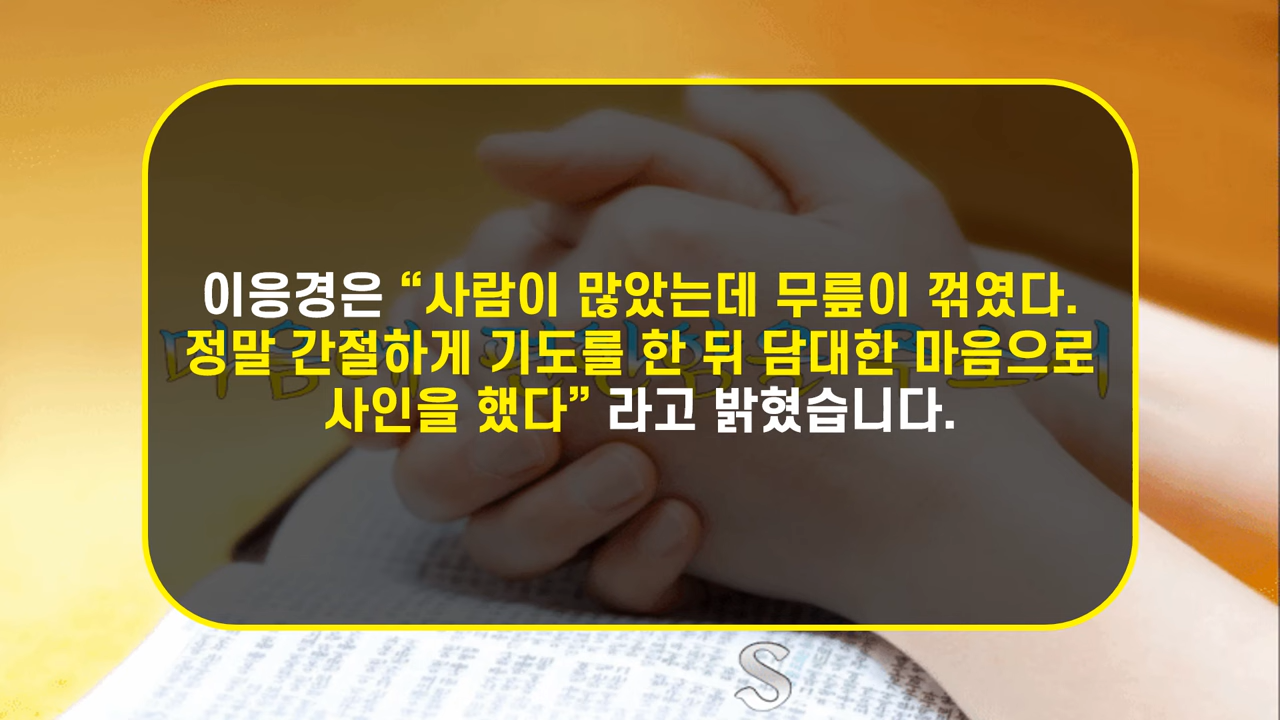 이응경은 “사람이 많았는데 무릎이 꺾였다.
정말 간절하게 기도를 한 뒤 담대한 마음으로
사인을 했다” 라고 밝혔습니다.
S